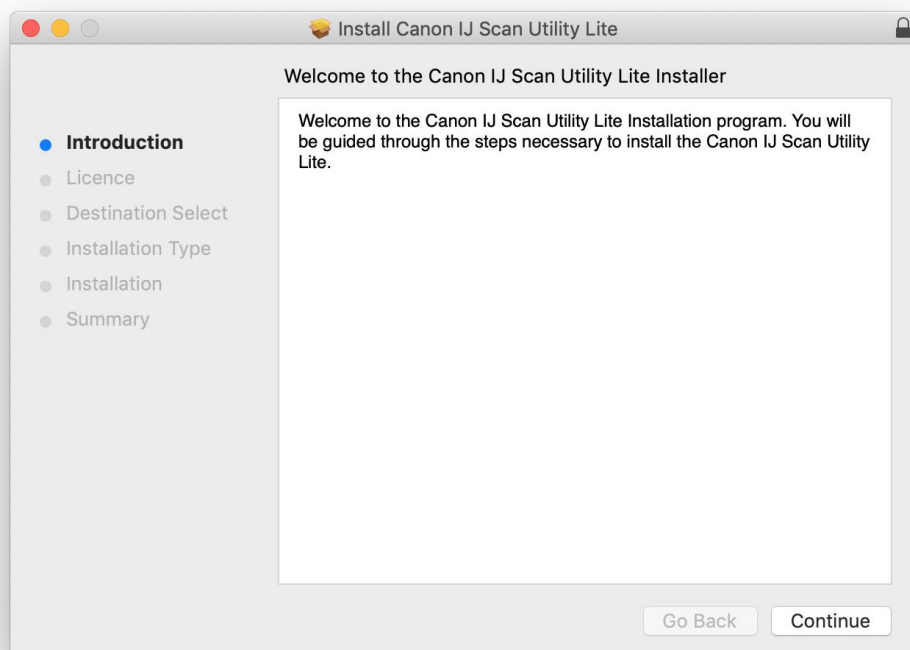 Install Canon IJ Scan Utility Lite
Welcome to the Canon IJ Scan Utility Lite Installer
Introduction
Licence
Destination Select
Installation Type
Installation
Summary
Welcome to the Canon IJ Scan Utility Lite Installation program. You will
be guided through the steps necessary to install the Canon IJ Scan Utility
Lite.
Go Back
Continue